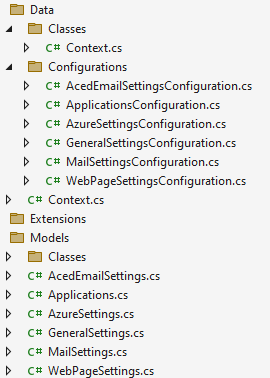 Data
Classes
C# Context.cs
Configurations
C# AcedEmailSettingsConfiguration.cs
C# ApplicationsConfiguration.cs
C# AzureSettingsConfiguration.cs
C# GeneralSettingsConfiguration.cs
C# MailSettingsConfiguration.cs
C# WebPageSettingsConfiguration.cs
C# Context.cs
Extensions
Models
Classes
C# AcedEmailSettings.cs
C# Applications.cs
C# AzureSettings.cs
C# GeneralSettings.cs
C# MailSettings.cs
C# WebPageSettings.cs